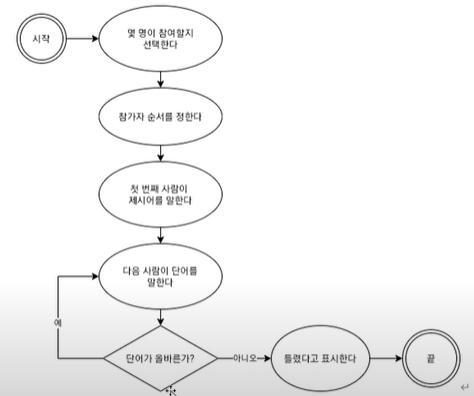 시작
몇 명이 참여할지
선택한다
참가자 순서를 정한다
첫 번째 사람이
제시어를 말한다
다음 사람이 단어를
말한다
예
단어가 올바른가?
아니오
틀렸다고 표시한다
끝